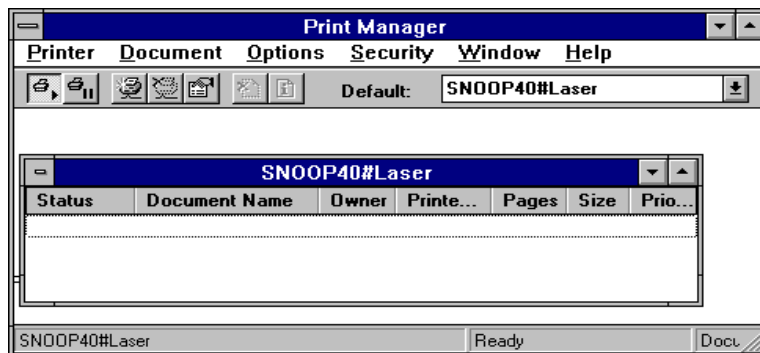 Print Manager
Printer Document Options Security Window Help
Default: SNOOP40#Laser
SNOOP40#Laser
Status Document Name Owner Printe... Pages Size Prio...
SNOOP40#Laser Ready Docu